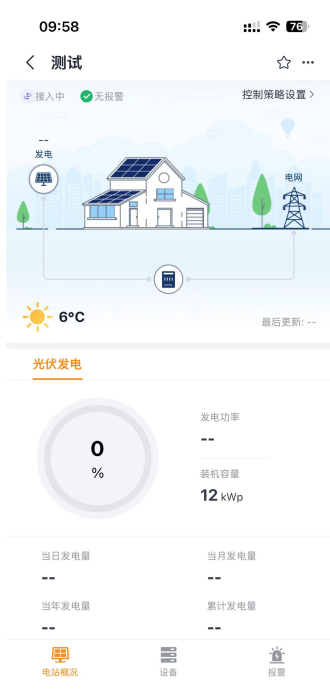 09:58
76
测试
接入中
无报警
控制策略设置
--
发电
电网
6°C
最后更新: --
光伏发电
0
%
发电功率
--
装机容量
12 kWp
当日发电量
当月发电量
--
--
当年发电量
累计发电量
--
--
电站概况
设备
报警